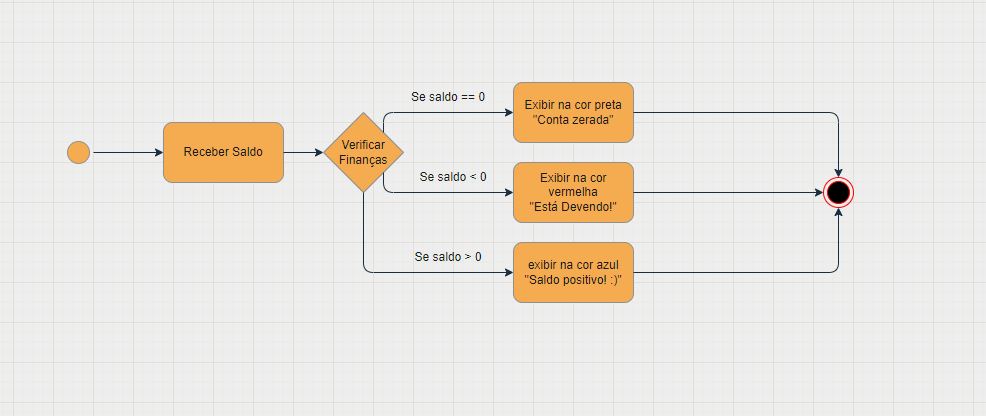 Receber Saldo
Verificar
Finanças
Se saldo == 0
Exibir na cor preta
"Conta zerada"
Se saldo < 0
Exibir na cor
vermelha
"Está Devendo!"
Se saldo > 0
exibir na cor azul
"Saldo positivo! :)"